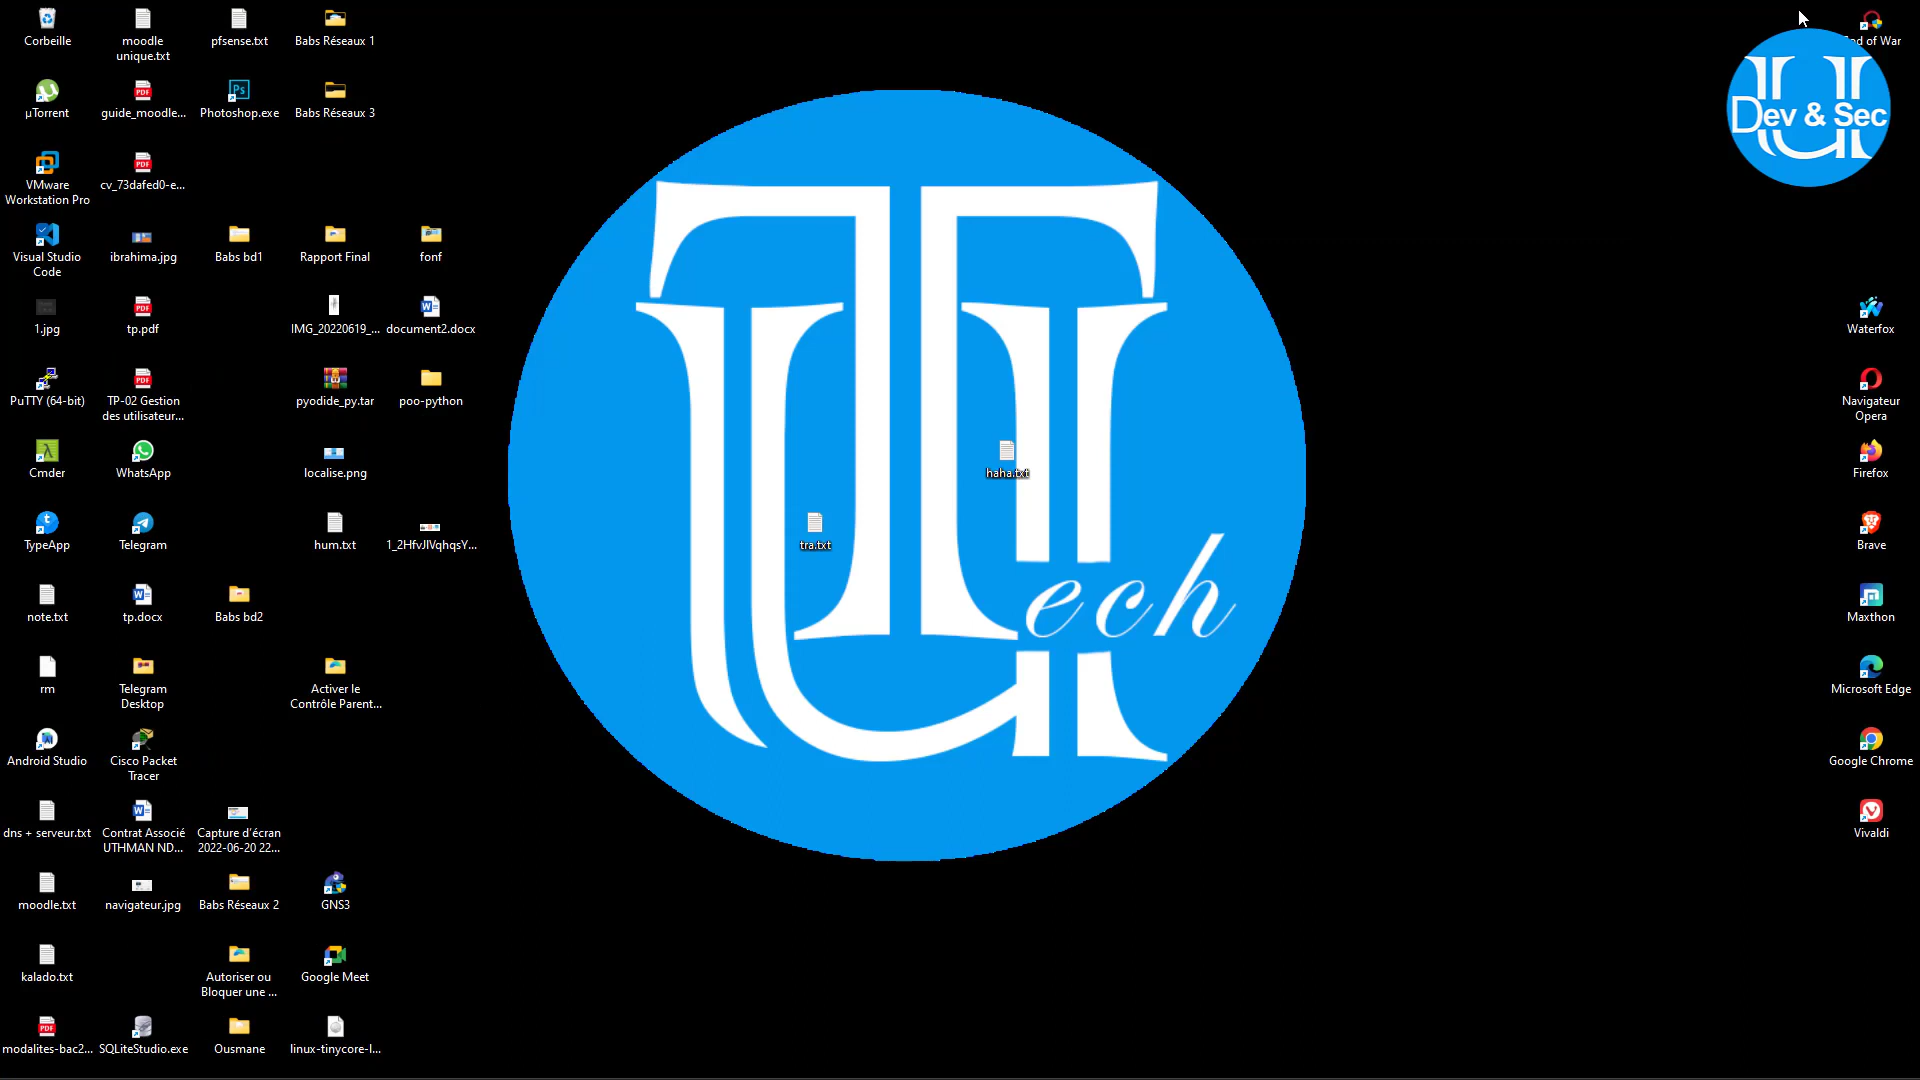 Corbeille
moodle
unique.txt
pfsense.txt
Babs Réseaux 1
God of War
µTorrent
guide_moodle...
Photoshop.exe
Babs Réseaux 3
Dev & Sec
VMware
Workstation Pro
cv_73dafed0-e...
Visual Studio
Code
ibrahima.jpg
Babs bd1
Rapport Final
fonf
1.jpg
tp.pdf
IMG_20220619_...
document2.docx
Waterfox
PuTTY (64-bit)
TP-02 Gestion
des utilisateur...
pyodide_py.tar
poo-python
Navigateur
Opera
Cmder
WhatsApp
localise.png
haha.txt
Firefox
TypeApp
Telegram
hum.txt
1_2HfvJlVqhqsY...
tra.txt
Brave
note.txt
tp.docx
Babs bd2
UTech
Maxthon
rm
Telegram
Desktop
Activer le
Contrôle Parent...
Microsoft Edge
Android Studio
Cisco Packet
Tracer
Google Chrome
dns + serveur.txt
Contrat Associé
UTHMAN ND...
Capture d'écran
2022-06-20 22...
Vivaldi
moodle.txt
navigateur.jpg
Babs Réseaux 2
GNS3
kalado.txt
Autoriser ou
Bloquer une ...
Google Meet
modalites-bac2...
SQLiteStudio.exe
Ousmane
linux-tinycore-l...